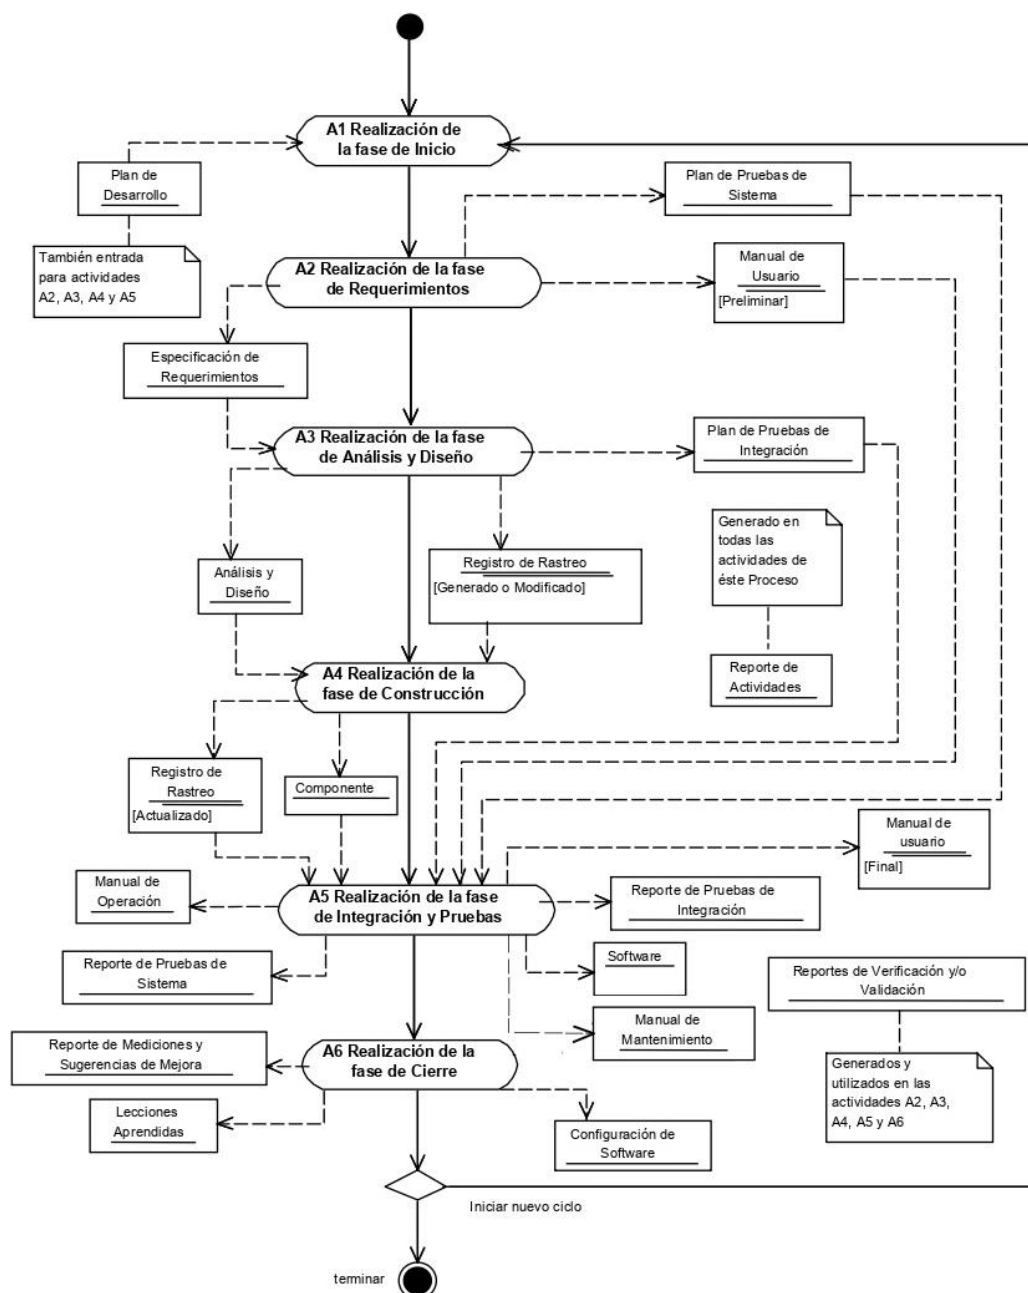 A1 Realización de
la fase de Inicio
Plan de
Desarrollo
Plan de Pruebas de
Sistema
También entrada
para actividades
A2, A3, A4 y A5
A2 Realización de la fase
de Requerimientos
Manual de
Usuario
[Preliminar]
Especificación de
Requerimientos
A3 Realización de la fase
de Análisis y Diseño
Plan de Pruebas de
Integración
Generado en
todas las
actividades de
éste Proceso
Análisis y
Diseño
Registro de Rastreo
[Generado o Modificado]
A4 Realización de la
fase de Construcción
Reporte de
Actividades
Registro de
Rastreo
[Actualizado]
Componente
Manual de
usuario
[Final]
Manual de
Operación
A5 Realización de la fase
de Integración y Pruebas
Reporte de Pruebas de
Integración
Reporte de Pruebas de
Sistema
Software
Reportes de Verificación y/o
Validación
Manual de
Mantenimiento
Reporte de Mediciones y
Sugerencias de Mejora
A6 Realización de la
fase de Cierre
Generados y
utilizados en las
actividades A2, A3,
A4, A5 y A6
Lecciones
Aprendidas
Configuración de
Software
Iniciar nuevo ciclo
terminar